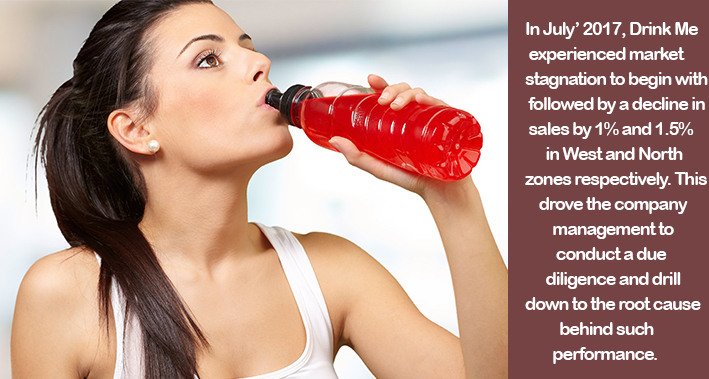 In July’ 2017, Drink Me
experienced market
stagnation to begin with
followed by a decline in
sales by 1% and 1.5%
in West and North
zones respectively. This
drove the company
management to
conduct a due
diligence and drill
down to the root cause
behind such
performance.